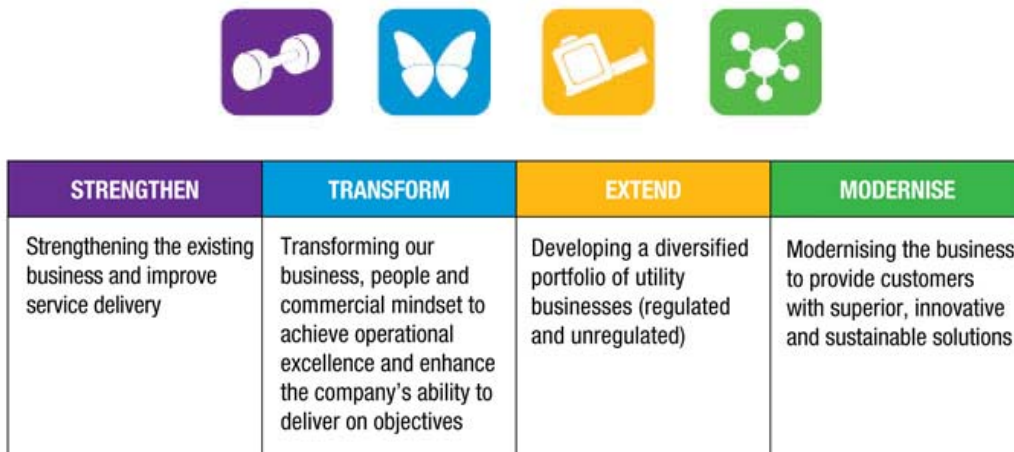 STRENGTHEN
TRANSFORM
EXTEND
MODERNISE
Strengthening the existing
business and improve
service delivery
Transforming our
business, people and
commercial mindset to
achieve operational
excellence and enhance
the company's ability to
deliver on objectives
Developing a diversified
portfolio of utility
businesses (regulated
and unregulated)
Modernising the business
to provide customers
with superior, innovative
and sustainable solutions